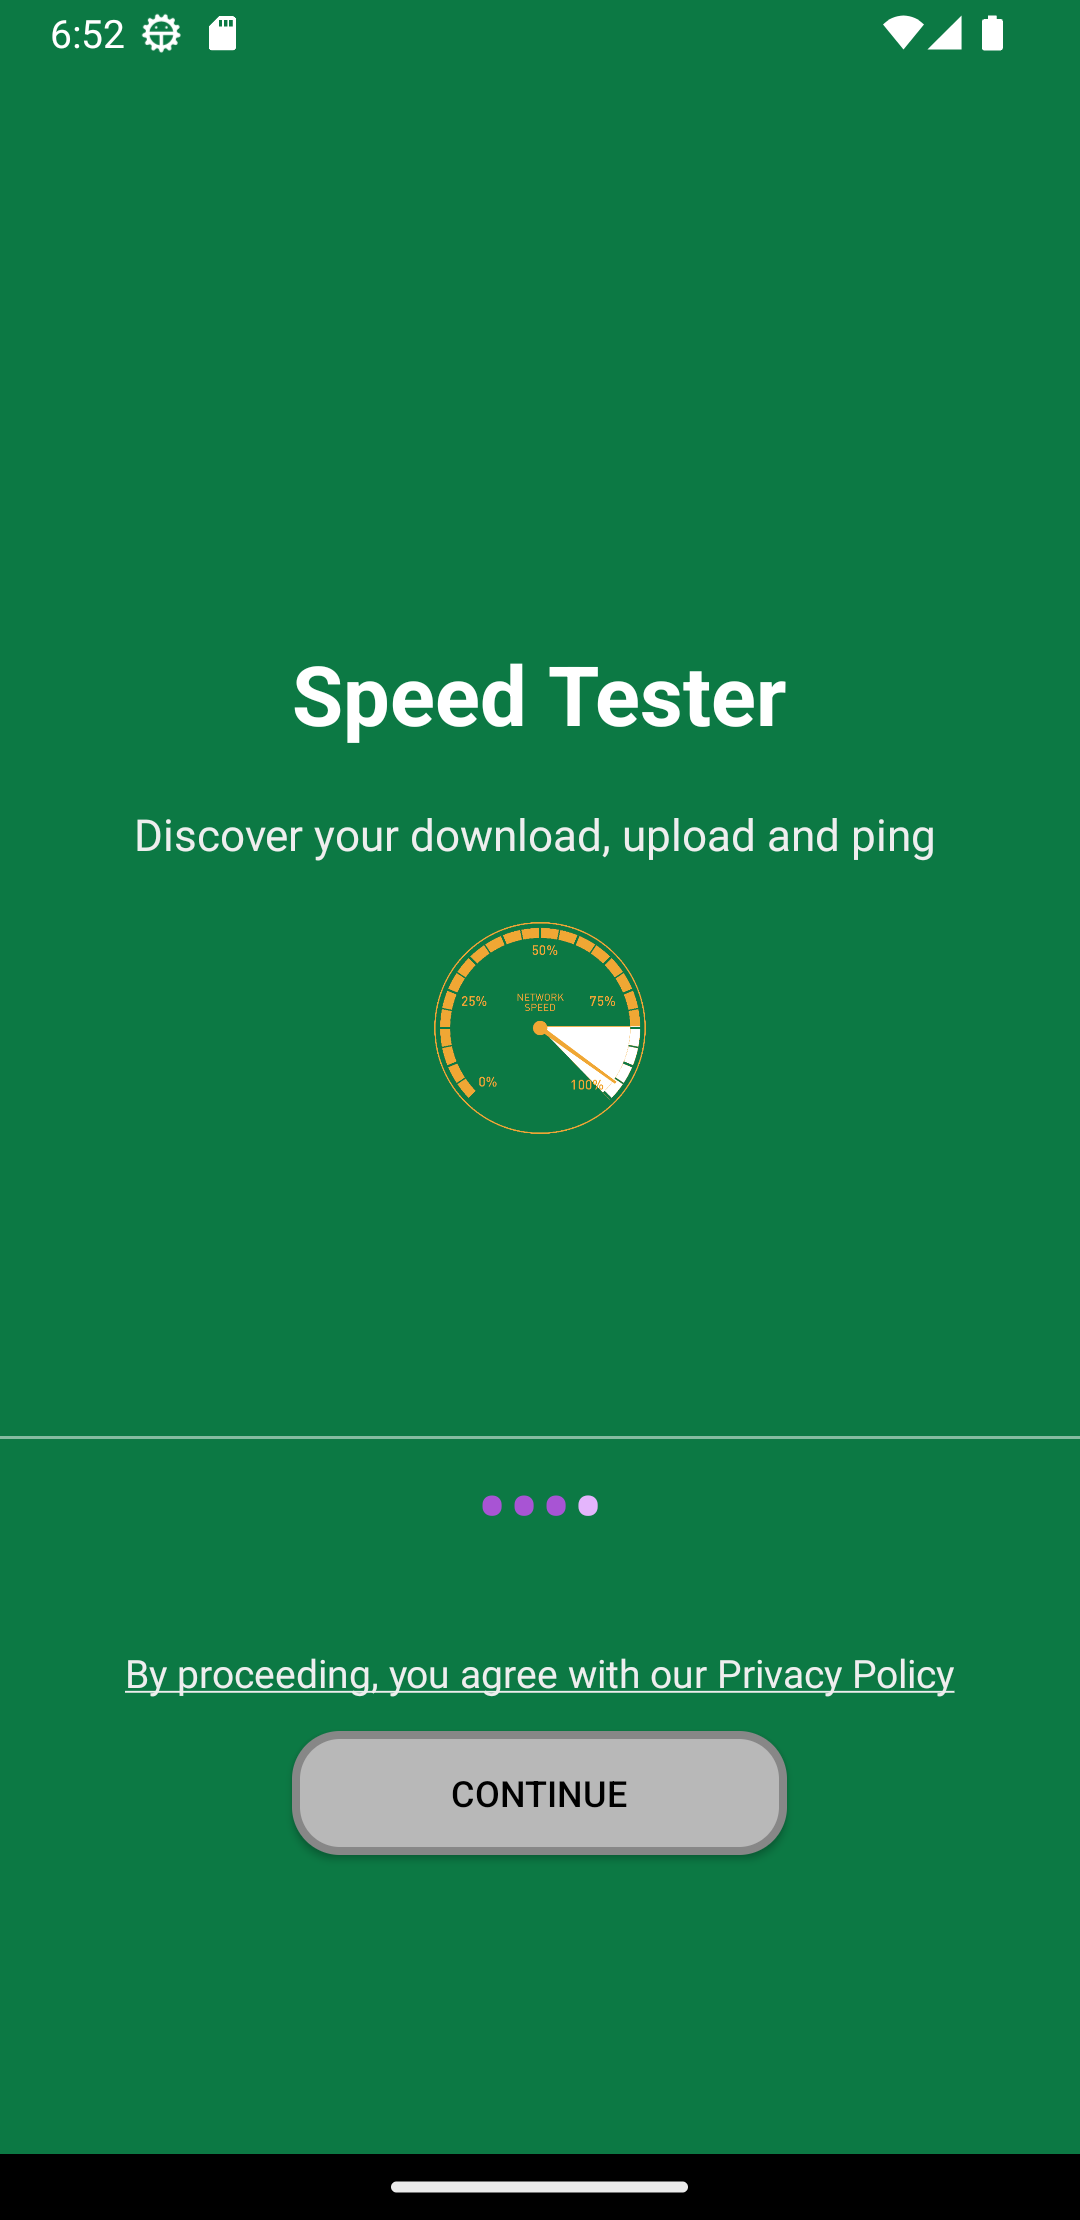 6:52
Speed Tester
Discover your download, upload and ping
50%
25%
NETWORK
SPEED
75%
0%
100%
By proceeding, you agree with our Privacy Policy
CONTINUE